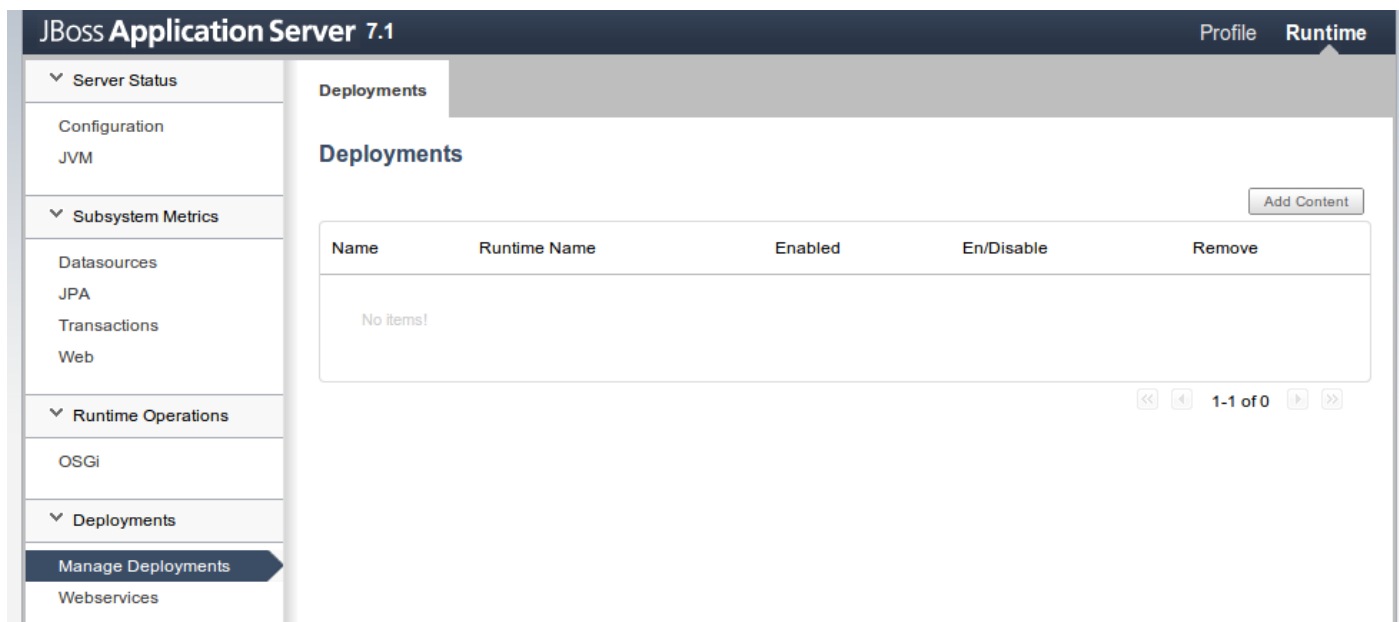 JBoss Application Server 7.1
Profile Runtime
Server Status
Configuration
JVM
Subsystem Metrics
Datasources
JPA
Transactions
Web
Runtime Operations
OSGi
Deployments
Manage Deployments
Webservices
Deployments
Deployments
Add Content
Name Runtime Name Enabled En/Disable Remove
No items!
1-1 of 0